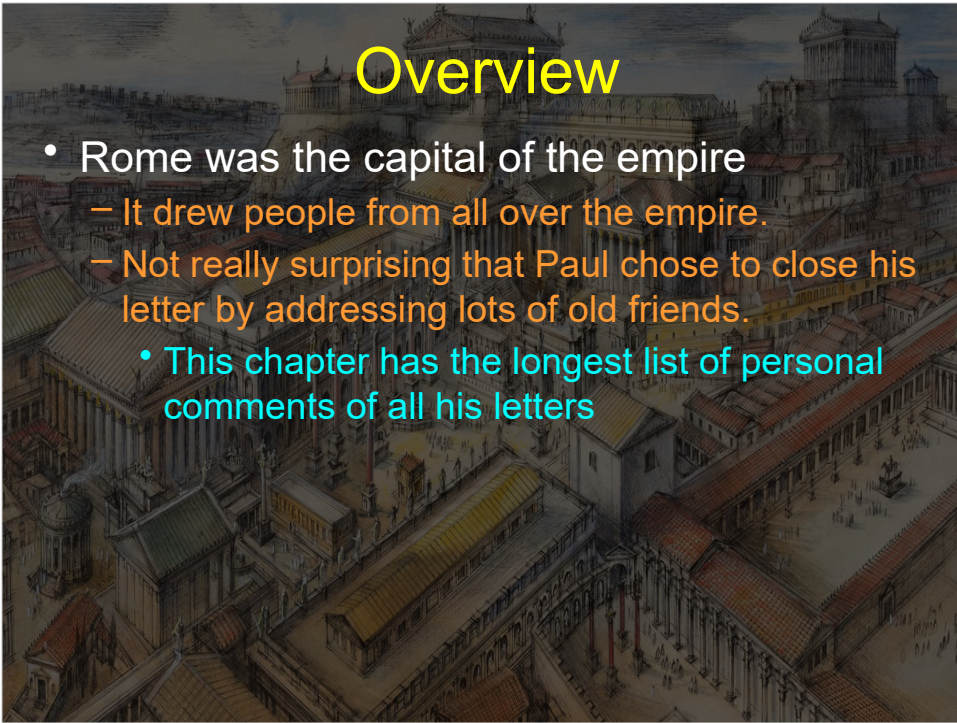 Overview
• Rome was the capital of the empire
– It drew people from all over the empire.
– Not really surprising that Paul chose to close his
letter by addressing lots of old friends.
• This chapter has the longest list of personal
comments of all his letters